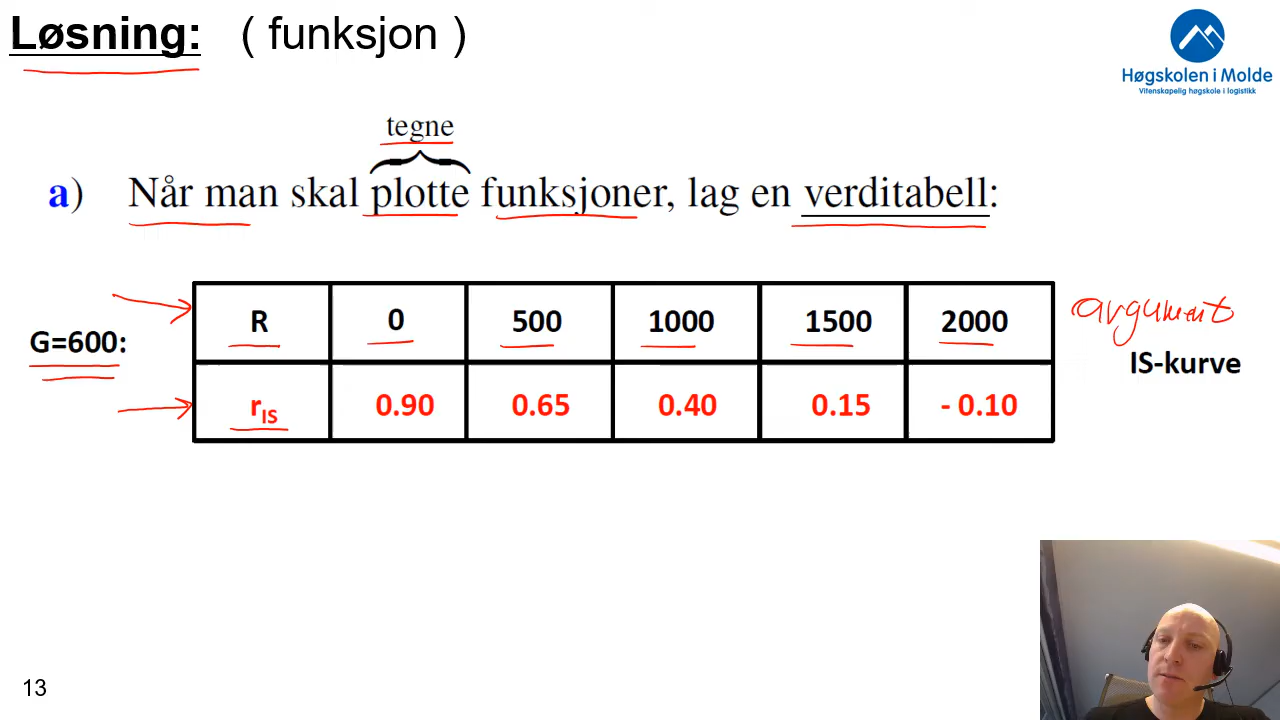 Løsning: ( funksjon )
Høgskolen i Molde
Vitenskapelig høgskole i logistikk
tegne
a) Når man skal plotte funksjoner, lag en verditabell:
G=600:
R 0 500 1000 1500 2000
argument
IS-kurve
rIS 0.90 0.65 0.40 0.15 - 0.10
13